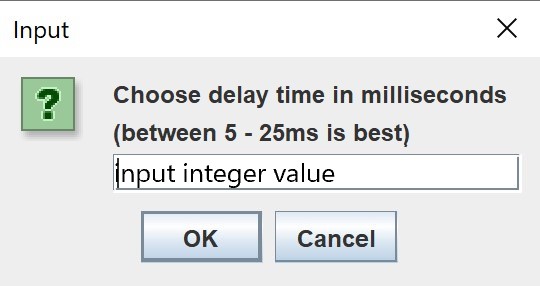 Input
Choose delay time in milliseconds
(between 5 - 25ms is best)
input integer value
OK
Cancel